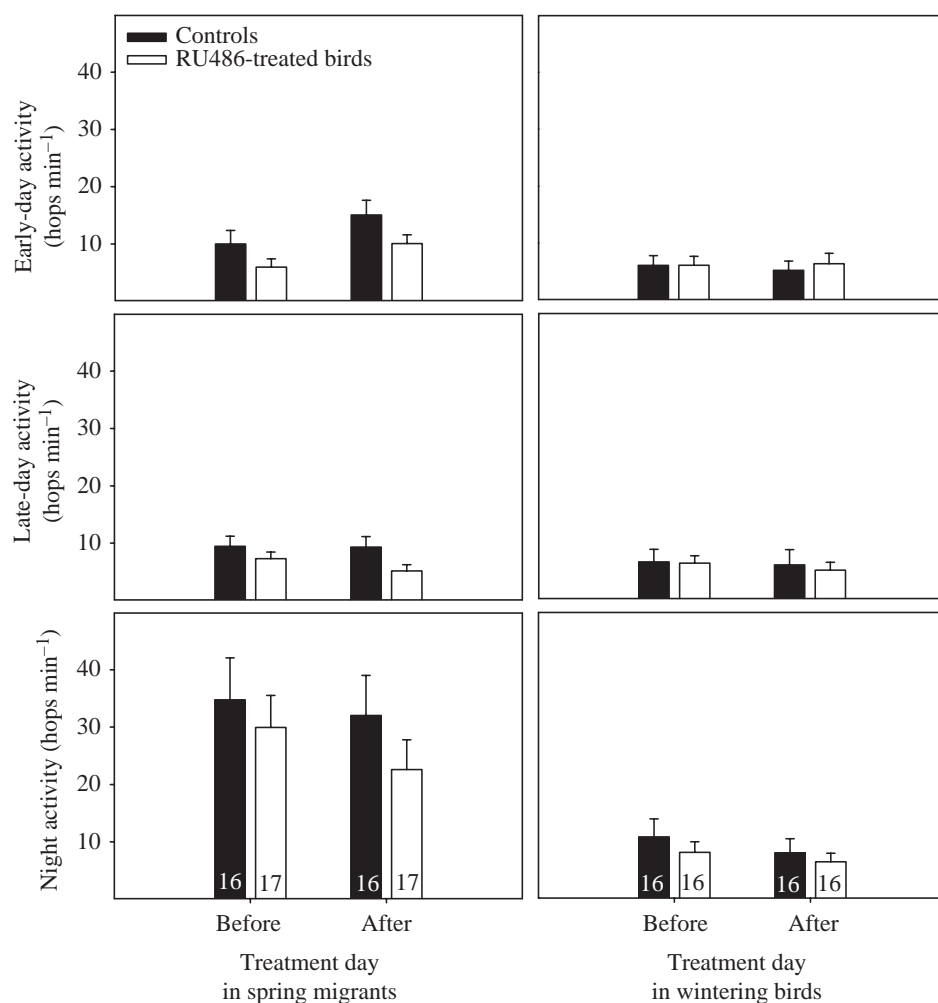 Controls
RU486-treated birds
Early-day activity
(hops min⁻¹)
40
30
20
10
Late-day activity
(hops min⁻¹)
40
30
20
10
Night activity (hops min⁻¹)
40
30
20
10
16 17 16 17
16 16 16 16
Before After
Before After
Treatment day
in spring migrants
Treatment day
in wintering birds